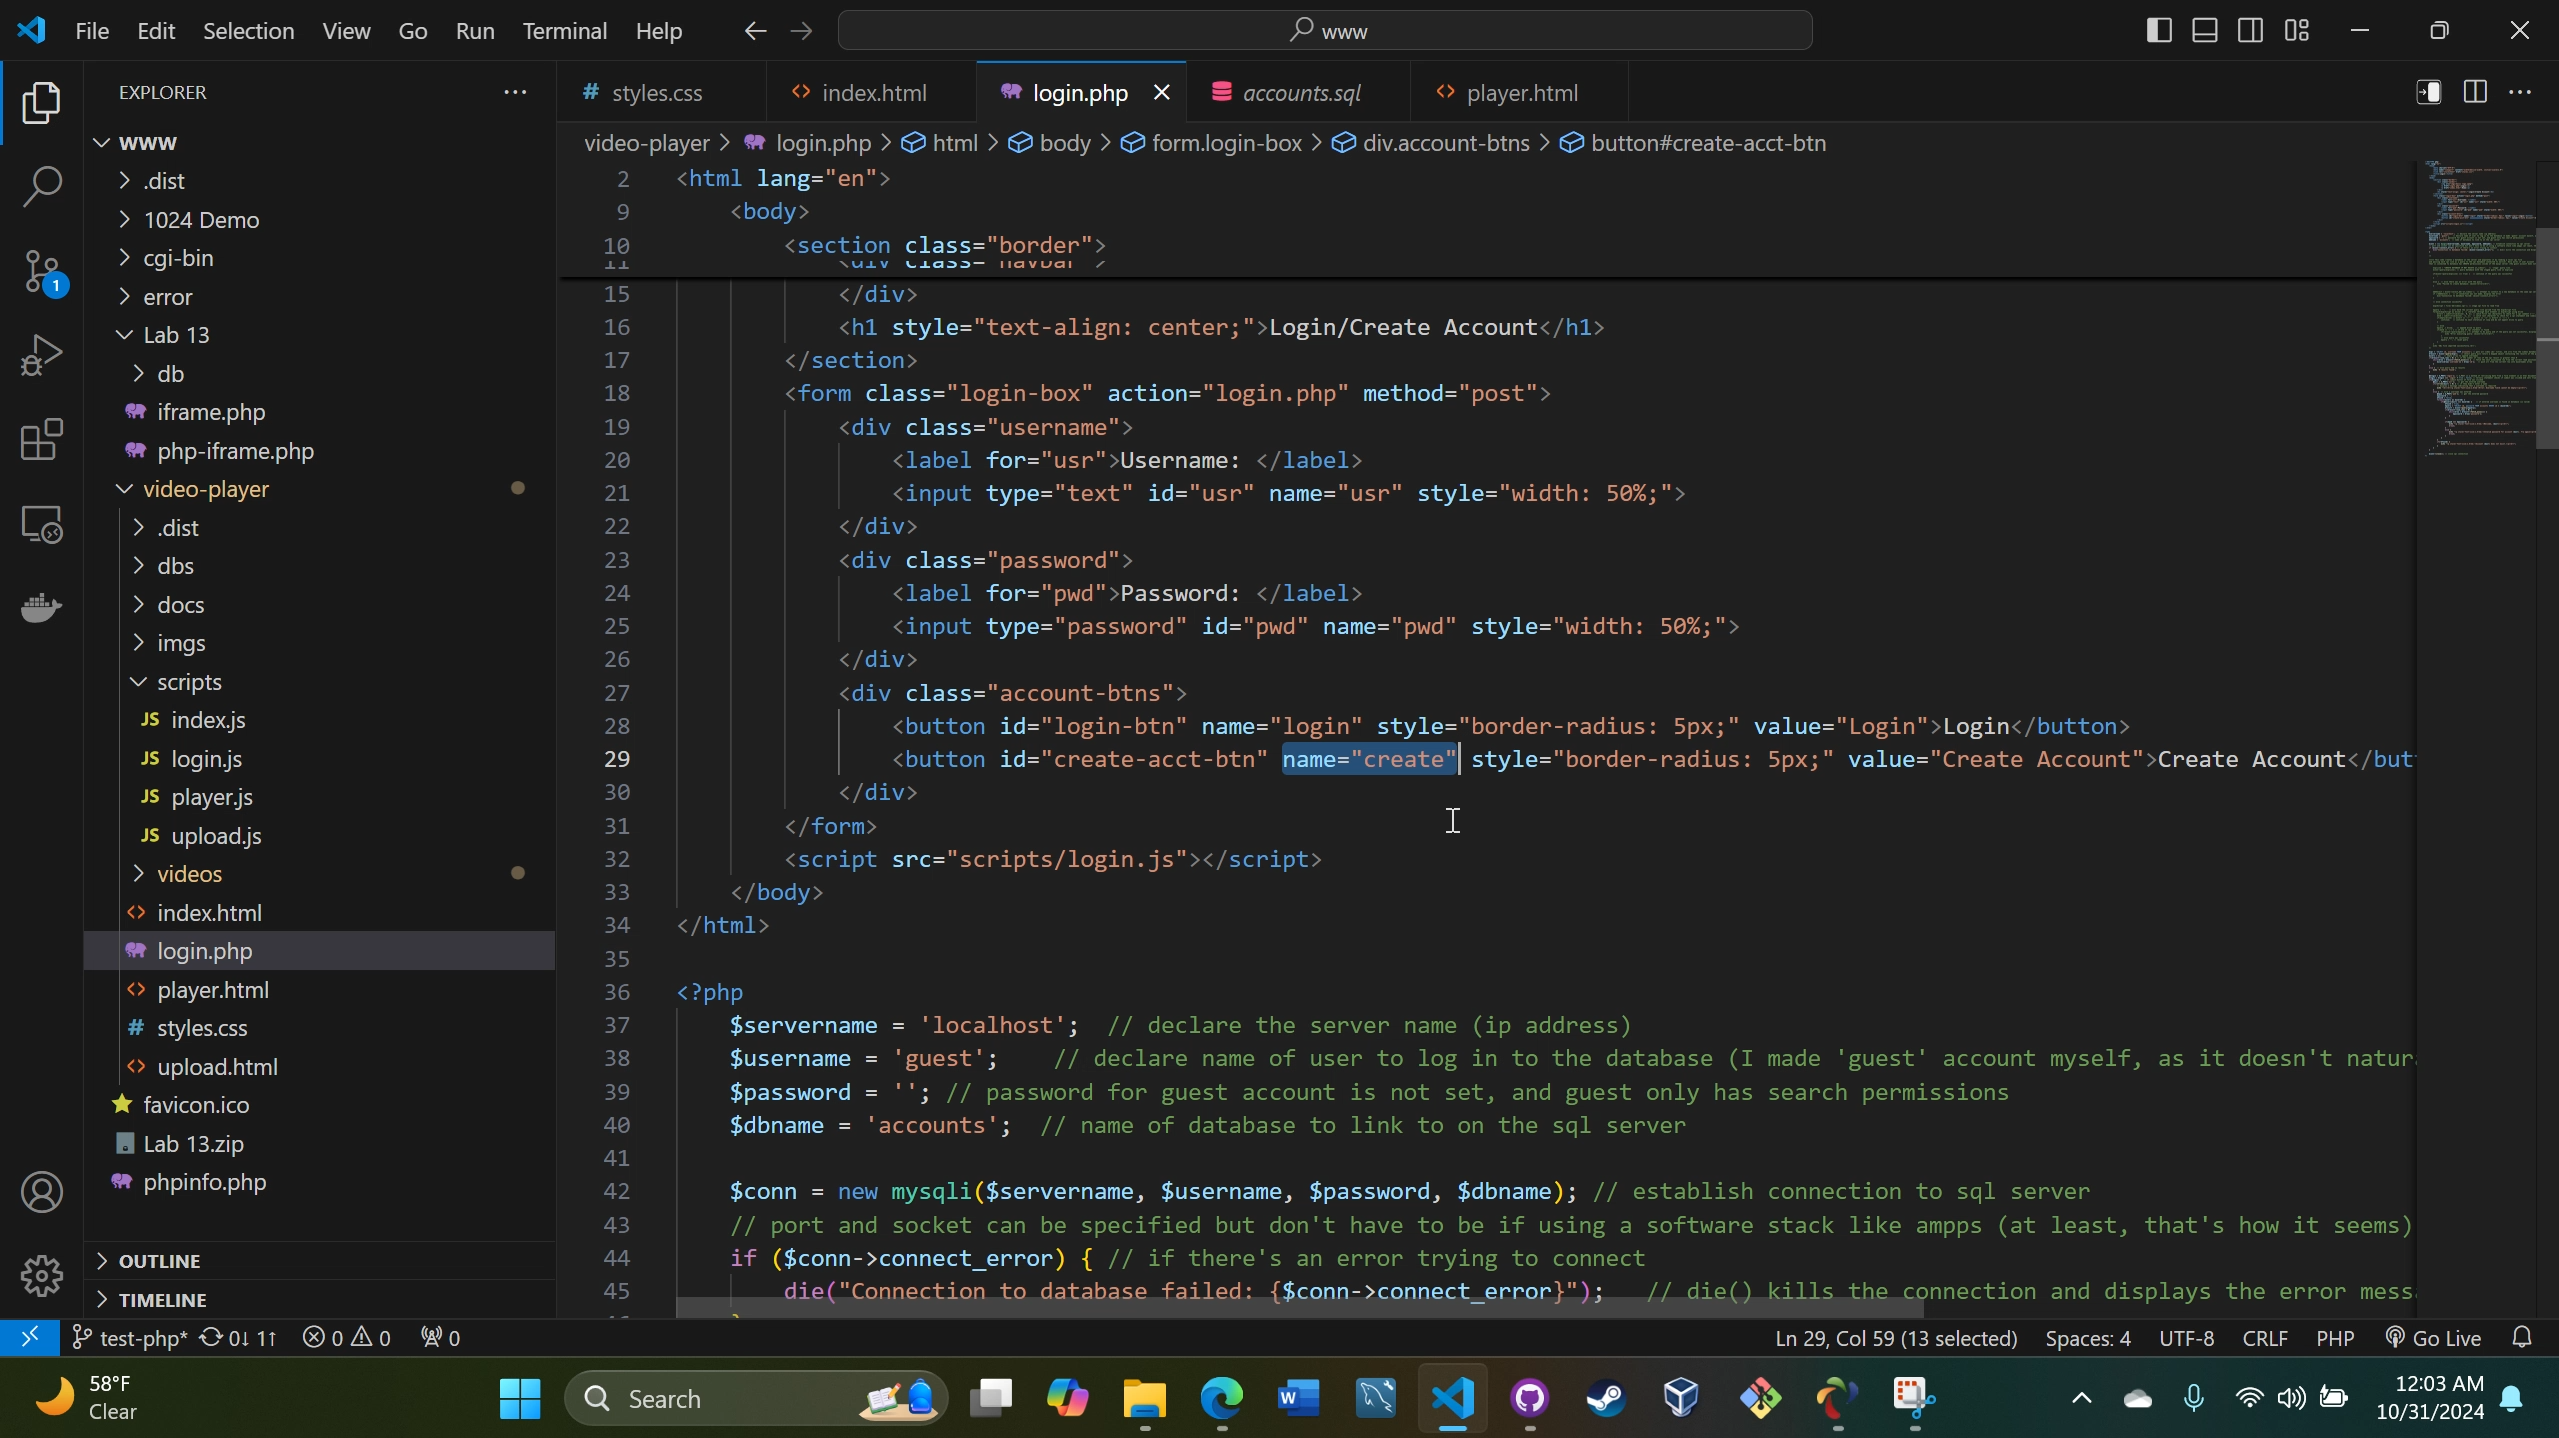 File Edit Selection View Go Run Terminal Help www
EXPLORER
WWW
.dist
1024 Demo
cgi-bin
error
Lab 13
db
iframe.php
php-iframe.php
video-player
.dist
dbs
docs
imgs
scripts
JS index.js
JS login.js
JS player.js
JS upload.js
videos
index.html
login.php
player.html
# styles.css
upload.html
favicon.ico
Lab 13.zip
phpinfo.php
OUTLINE
TIMELINE
1
# styles.css index.html login.php accounts.sql player.html
video-player > login.php > html > body > form.login-box > div.account-btns > button#create-acct-btn
2 <html lang="en">
9 <body>
10 <section class="border">
11 <div class="navbar">
15 </div>
16 <h1 style="text-align: center;">Login/Create Account</h1>
17 </section>
18 <form class="login-box" action="login.php" method="post">
19 <div class="username">
20 <label for="usr">Username: </label>
21 <input type="text" id="usr" name="usr" style="width: 50%;">
22 </div>
23 <div class="password">
24 <label for="pwd">Password: </label>
25 <input type="password" id="pwd" name="pwd" style="width: 50%;">
26 </div>
27 <div class="account-btns">
28 <button id="login-btn" name="login" style="border-radius: 5px;" value="Login">Login</button>
29 <button id="create-acct-btn" name="create" style="border-radius: 5px;" value="Create Account">Create Account</but
30 </div>
31 </form>
32 <script src="scripts/login.js"></script>
33 </body>
34 </html>
35
36 <?php
37 $servername = 'localhost'; // declare the server name (ip address)
38 $username = 'guest'; // declare name of user to log in to the database (I made 'guest' account myself, as it doesn't natur
39 $password = ''; // password for guest account is not set, and guest only has search permissions
40 $dbname = 'accounts'; // name of database to link to on the sql server
41
42 $conn = new mysqli($servername, $username, $password, $dbname); // establish connection to sql server
43 // port and socket can be specified but don't have to be if using a software stack like ampps (at least, that's how it seems)
44 if ($conn->connect_error) { // if there's an error trying to connect
45 die("Connection to database failed: {$conn->connect_error}"); // die() kills the connection and displays the error mess
test-php* 0↓ 1↑ 0 0 0 Ln 29, Col 59 (13 selected) Spaces: 4 UTF-8 CRLF PHP Go Live
58°F
Clear
Search
12:03 AM
10/31/2024